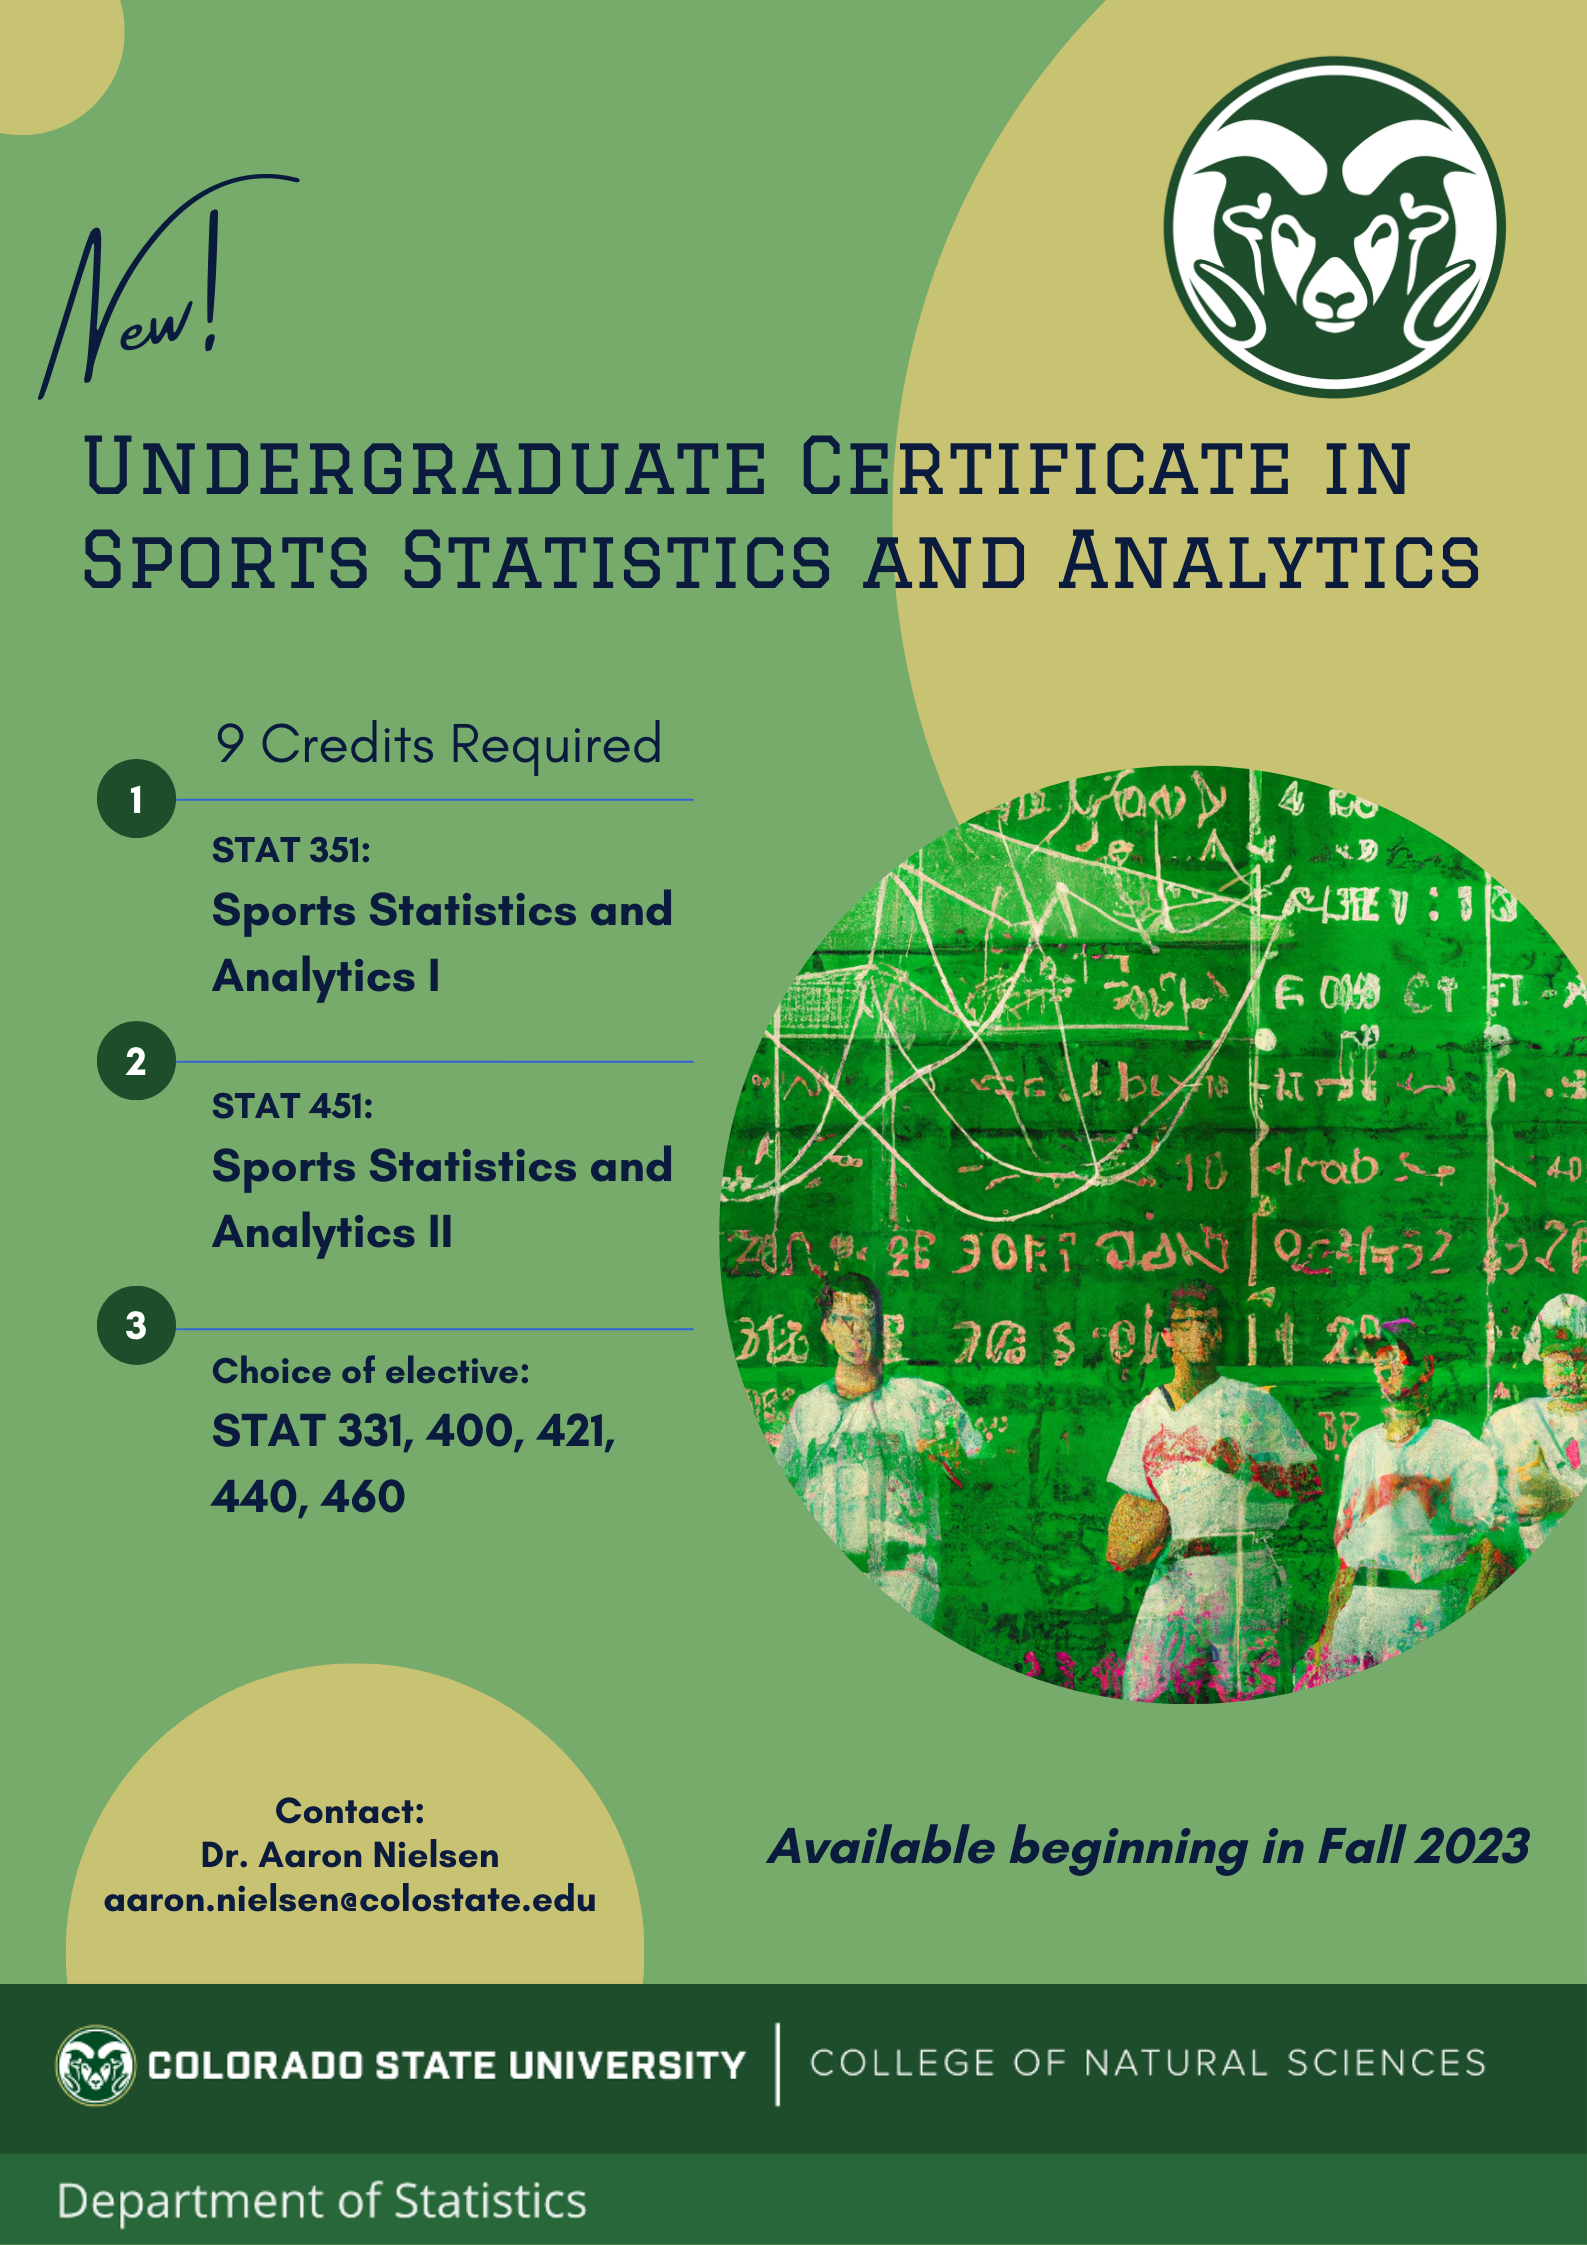 New!
Undergraduate Certificate in
Sports Statistics and Analytics
9 Credits Required
1
STAT 351:
Sports Statistics and
Analytics I
2
STAT 451:
Sports Statistics and
Analytics II
3
Choice of elective:
STAT 331, 400, 421,
440, 460
Contact:
Dr. Aaron Nielsen
aaron.nielsen@colostate.edu
Available beginning in Fall 2023
COLORADO STATE UNIVERSITY
COLLEGE OF NATURAL SCIENCES
Department of Statistics